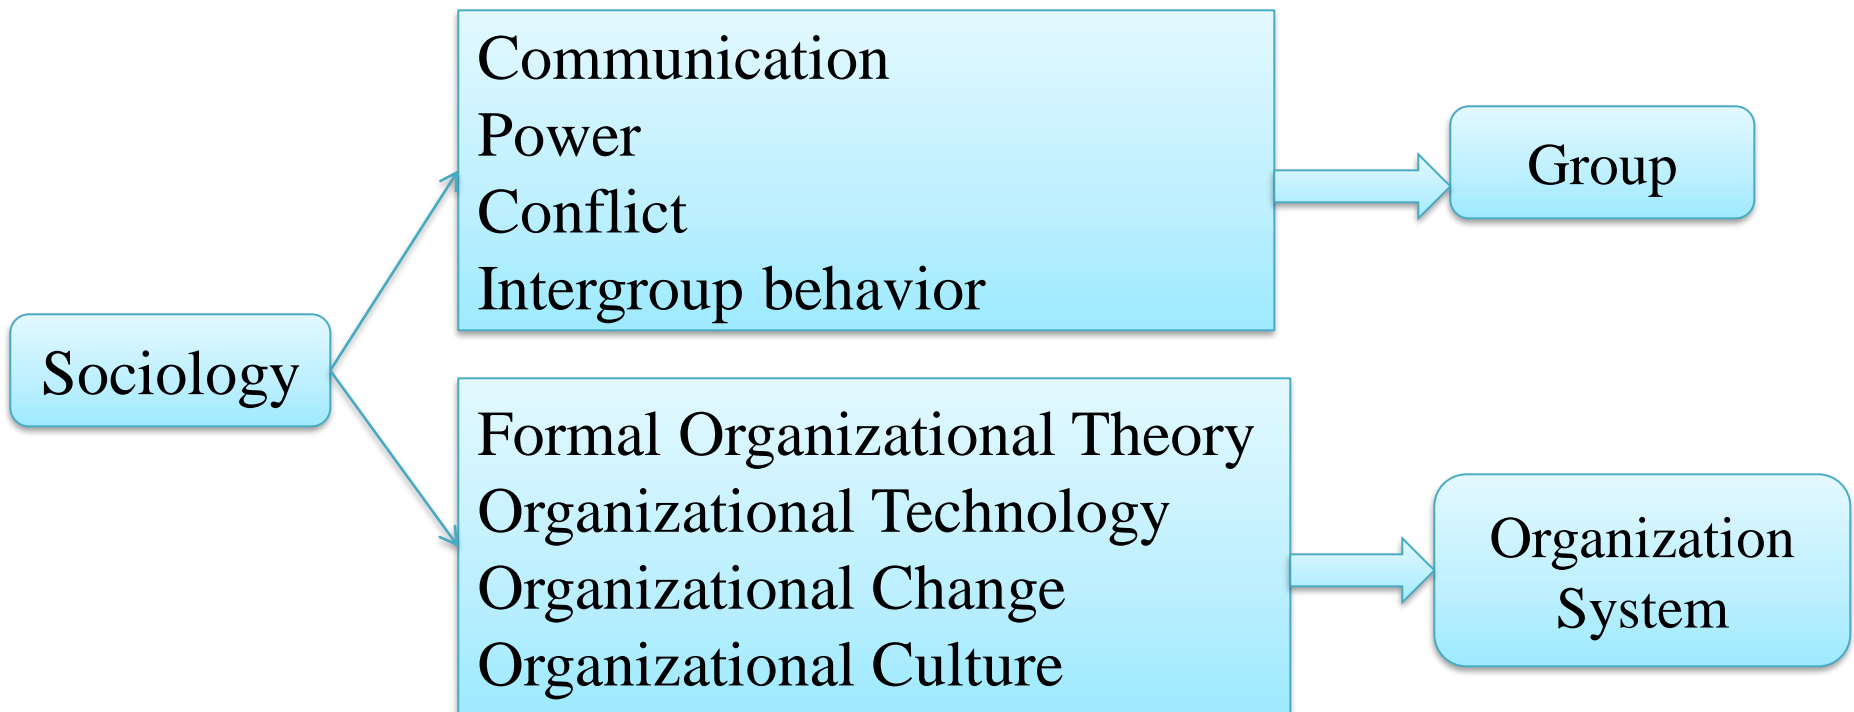 Sociology
Communication
Power
Conflict
Intergroup behavior
Group
Formal Organizational Theory
Organizational Technology
Organizational Change
Organizational Culture
Organization
System